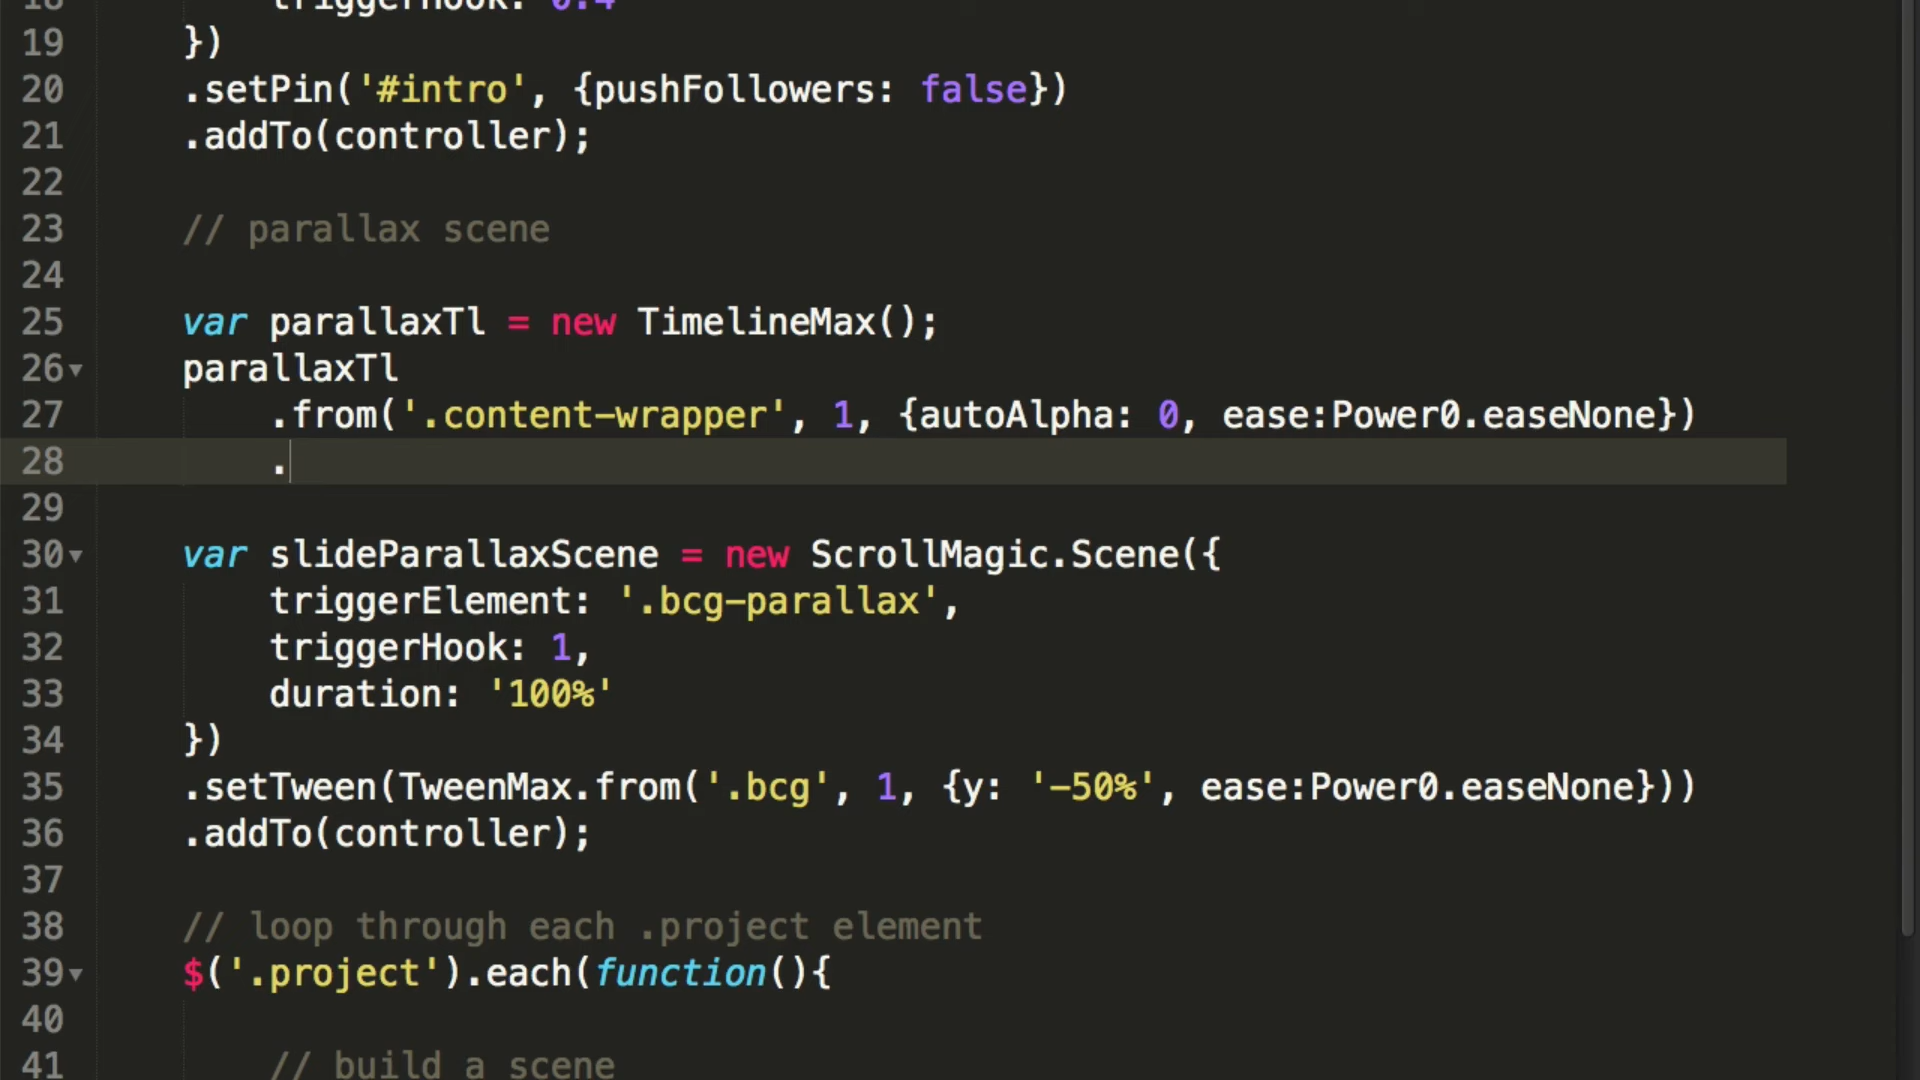 18 triggerHook: 0.4
19 })
20 .setPin('#intro', {pushFollowers: false})
21 .addTo(controller);
22
23 // parallax scene
24
25 var parallaxTl = new TimelineMax();
26 parallaxTl
27 .from('.content-wrapper', 1, {autoAlpha: 0, ease:Power0.easeNone})
28 .
29
30 var slideParallaxScene = new ScrollMagic.Scene({
31 triggerElement: '.bcg-parallax',
32 triggerHook: 1,
33 duration: '100%'
34 })
35 .setTween(TweenMax.from('.bcg', 1, {y: '-50%', ease:Power0.easeNone}))
36 .addTo(controller);
37
38 // loop through each .project element
39 $('.project').each(function(){
40
41 // build a scene